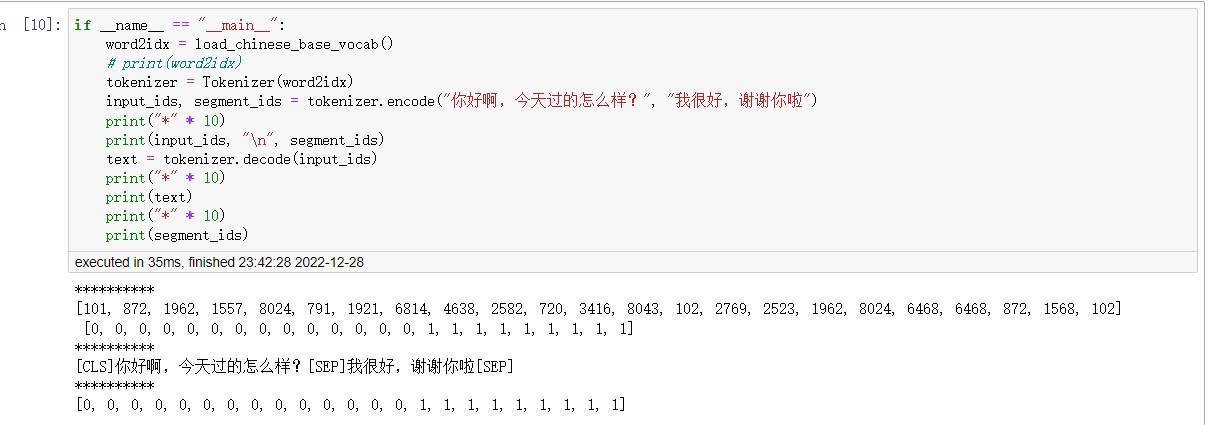 n [10]:
if __name__ == "__main__":
    word2idx = load_chinese_base_vocab()
    # print(word2idx)
    tokenizer = Tokenizer(word2idx)
    input_ids, segment_ids = tokenizer.encode("你好啊，今天过的怎么样？", "我很好，谢谢你啦")
    print("*" * 10)
    print(input_ids, "\n", segment_ids)
    text = tokenizer.decode(input_ids)
    print("*" * 10)
    print(text)
    print("*" * 10)
    print(segment_ids)
executed in 35ms, finished 23:42:28 2022-12-28
**********
[101, 872, 1962, 1557, 8024, 791, 1921, 6814, 4638, 2582, 720, 3416, 8043, 102, 2769, 2523, 1962, 8024, 6468, 6468, 872, 1568, 102]
 [0, 0, 0, 0, 0, 0, 0, 0, 0, 0, 0, 0, 0, 0, 1, 1, 1, 1, 1, 1, 1, 1, 1]
**********
[CLS]你好啊，今天过的怎么样？[SEP]我很好，谢谢你啦[SEP]
**********
[0, 0, 0, 0, 0, 0, 0, 0, 0, 0, 0, 0, 0, 0, 1, 1, 1, 1, 1, 1, 1, 1, 1]